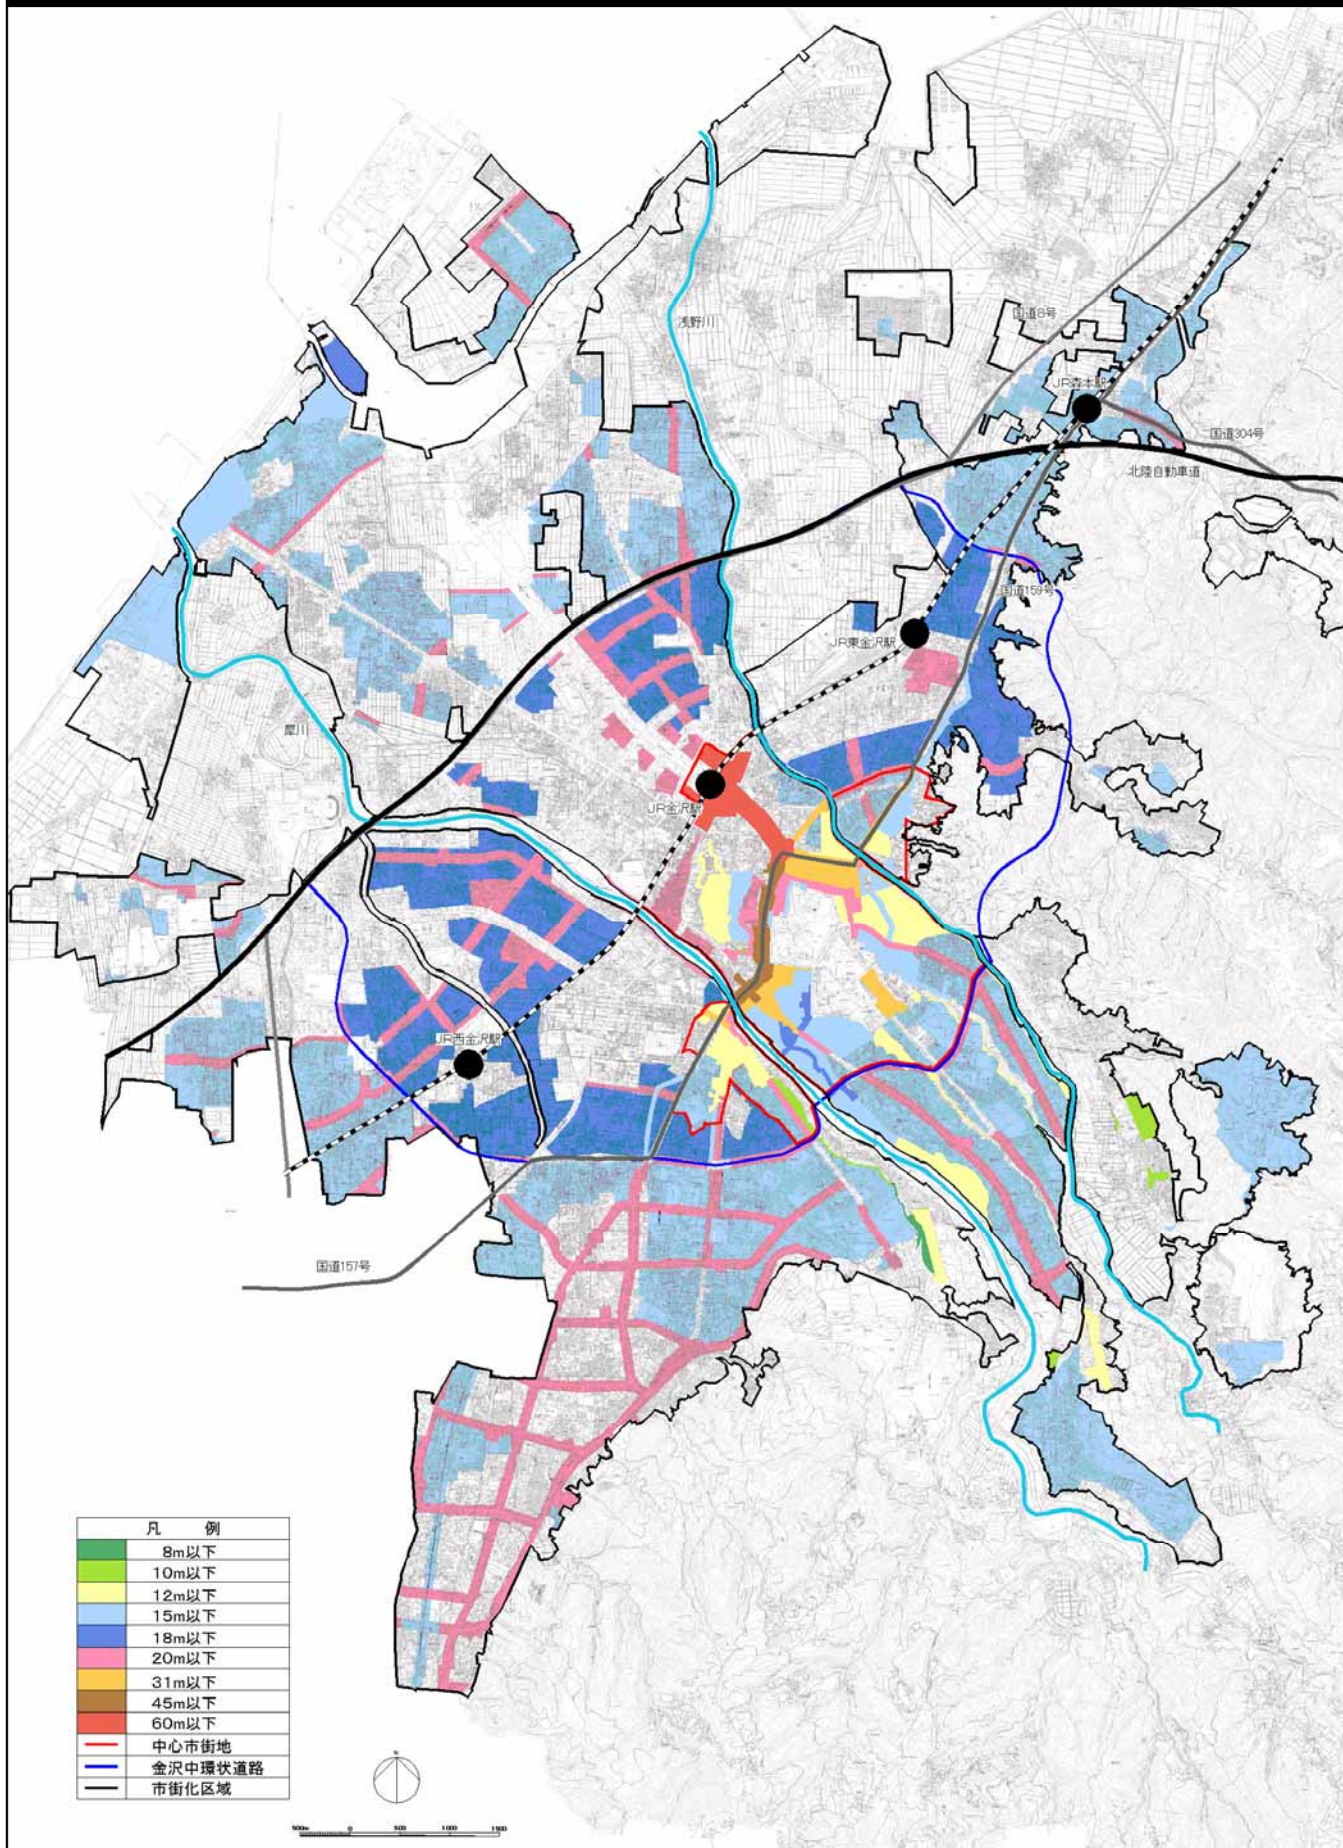 浅野川
国道8号
JR森本駅
国道304号
北陸自動車道
国道159号
JR東金沢駅
犀川
JR金沢駅
JR西金沢駅
国道157号
凡 例
8m以下
10m以下
12m以下
15m以下
18m以下
20m以下
31m以下
45m以下
60m以下
中心市街地
金沢中環状道路
市街化区域
500m 0 500 1000 1500